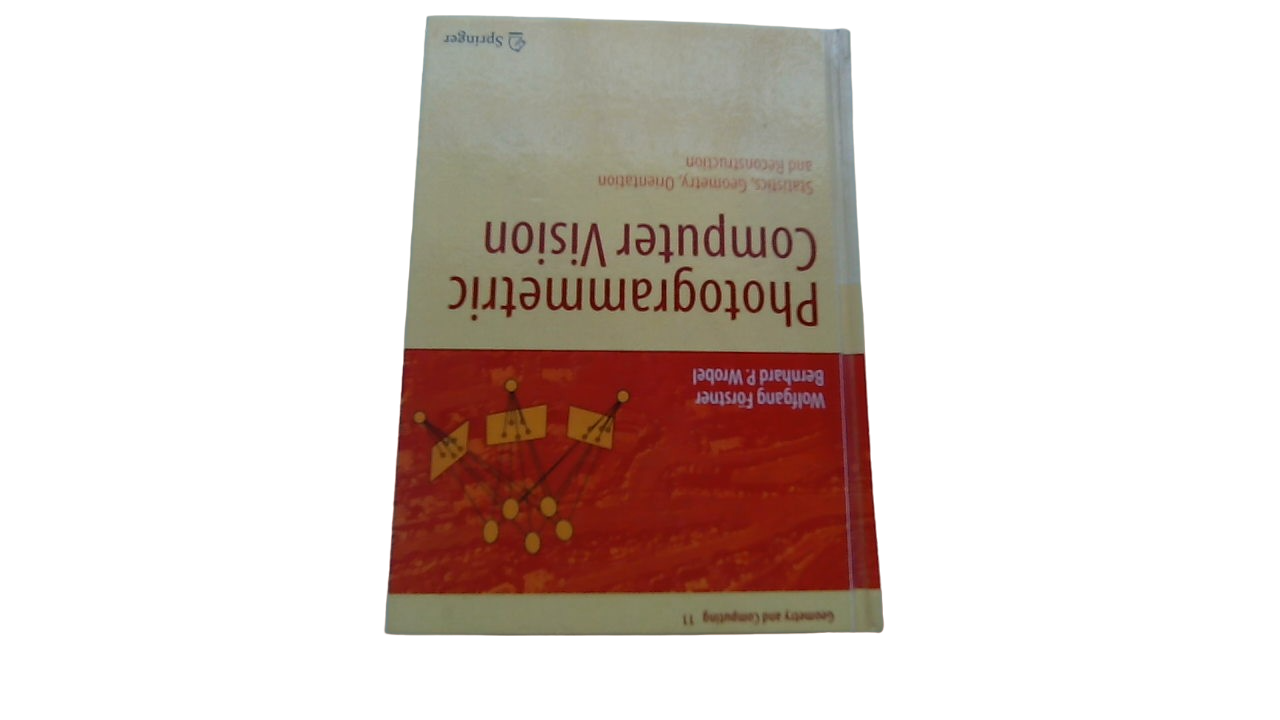 Geometry and Computing 11
Wolfgang Förstner
Bernhard P. Wrobel
Photogrammetric
Computer Vision
Statistics, Geometry, Orientation
and Reconstruction
Springer